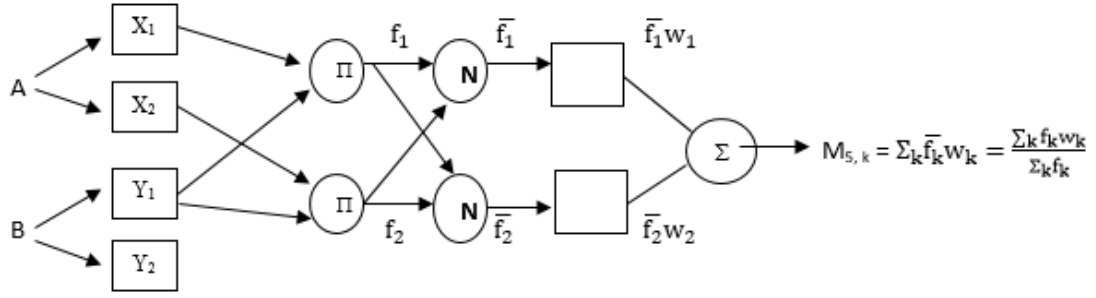 A
B
X₁
X₂
Y₁
Y₂
Π
Π
f₁
f₂
N
N
f̅₁
f̅₂
f̅₁w₁
f̅₂w₂
Σ
M₅, ₖ = Σₖf̅ₖwₖ = Σₖfₖwₖ / Σₖfₖ